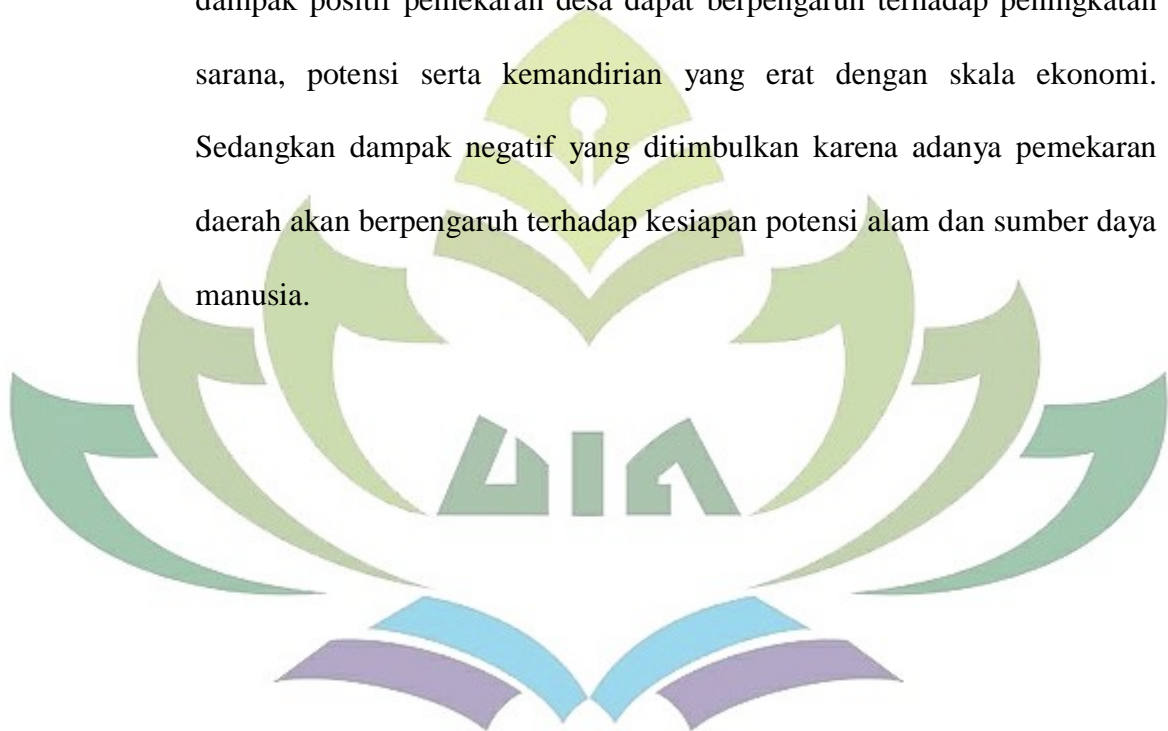 dampak positif pemekaran desa dapat berpengaruh terhadap peningkatan
sarana, potensi serta kemandirian yang erat dengan skala ekonomi.
Sedangkan dampak negatif yang ditimbulkan karena adanya pemekaran
daerah akan berpengaruh terhadap kesiapan potensi alam dan sumber daya
manusia.
UIN